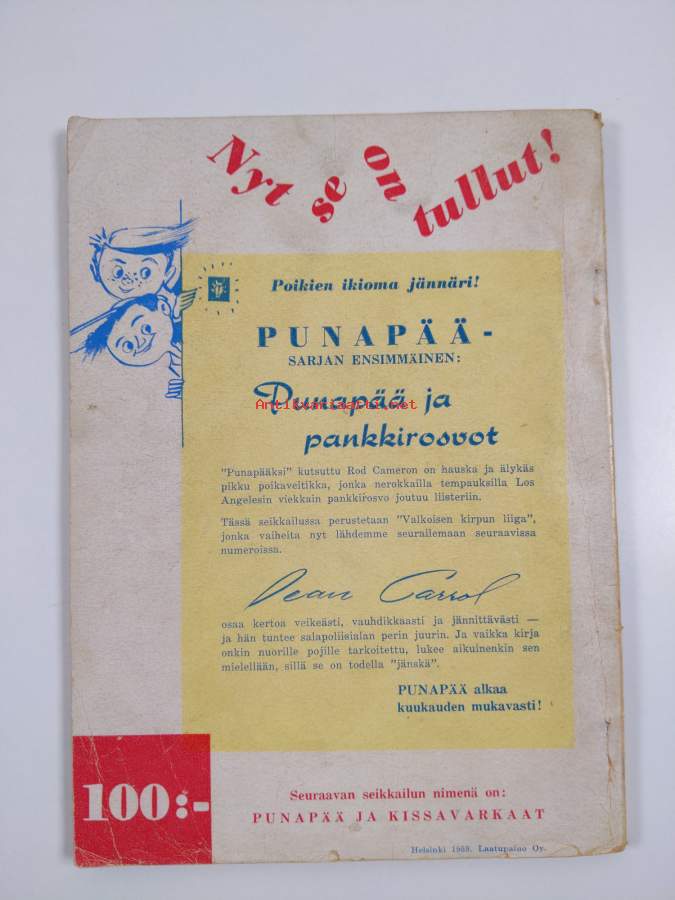 Nyt se on tullut!
Poikien ikioma jännäri!
PUNAPÄÄ-
SARJAN ENSIMMÄINEN:
Punapää ja
Antikvariaatti.net
pankkirosvot
"Punapääksi" kutsuttu Rod Cameron on hauska ja älykäs
pikku poikaveitikka, jonka nerokkailla tempauksilla Los
Angelesin viekkain pankkirosvo joutuu liisteriin.
Tässä seikkailussa perustetaan "Valkoisen kirpun liiga",
jonka vaiheita nyt lähdemme seurailemaan seuraavissa
numeroissa.
Jean Carrol
osaa kertoa veikeästi, vauhdikkaasti ja jännittävästi —
ja hän tuntee salapoliisialan perin juurin. Ja vaikka kirja
onkin nuorille pojille tarkoitettu, lukee aikuinenkin sen
mielellään, sillä se on todella "jänskä".
PUNAPÄÄ alkaa
kuukauden mukavasti!
100:-
Seuraavan seikkailun nimenä on:
PUNAPÄÄ JA KISSAVARKAAT
Helsinki Laatupaino Oy.